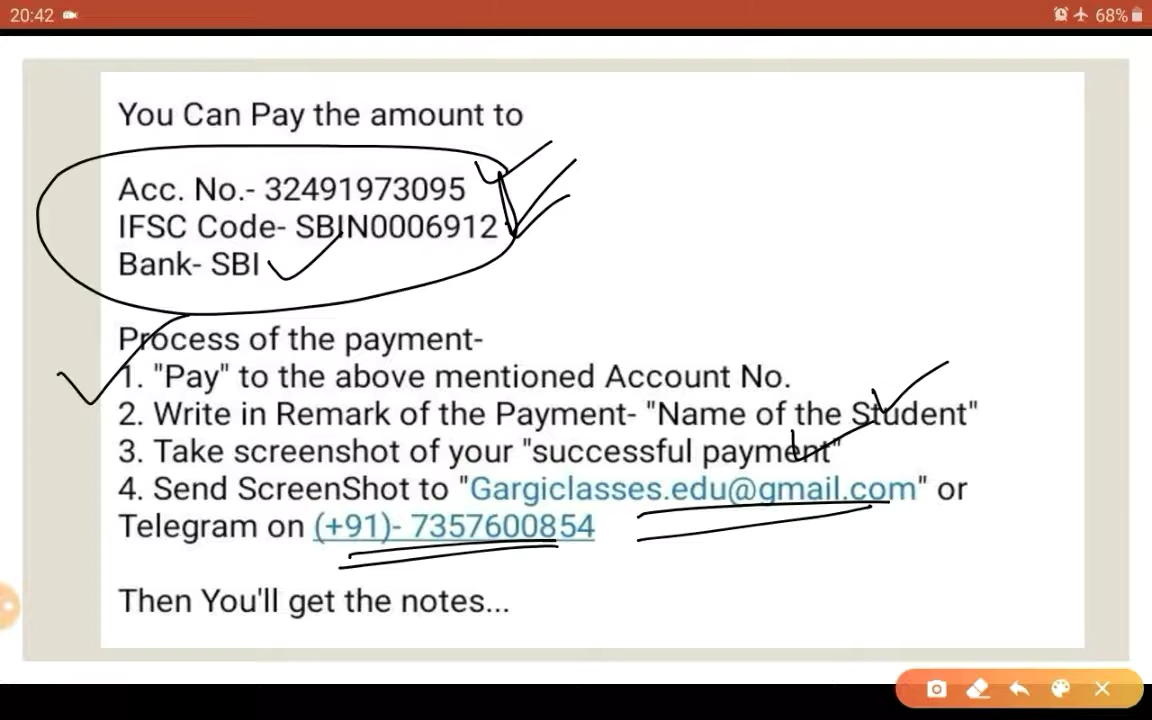 20:42
68%
You Can Pay the amount to
Acc. No.- 32491973095
IFSC Code- SBIN0006912
Bank- SBI
Process of the payment-
1. "Pay" to the above mentioned Account No.
2. Write in Remark of the Payment- "Name of the Student"
3. Take screenshot of your "successful payment"
4. Send ScreenShot to "Gargiclasses.edu@gmail.com" or
Telegram on (+91)- 7357600854
Then You'll get the notes...